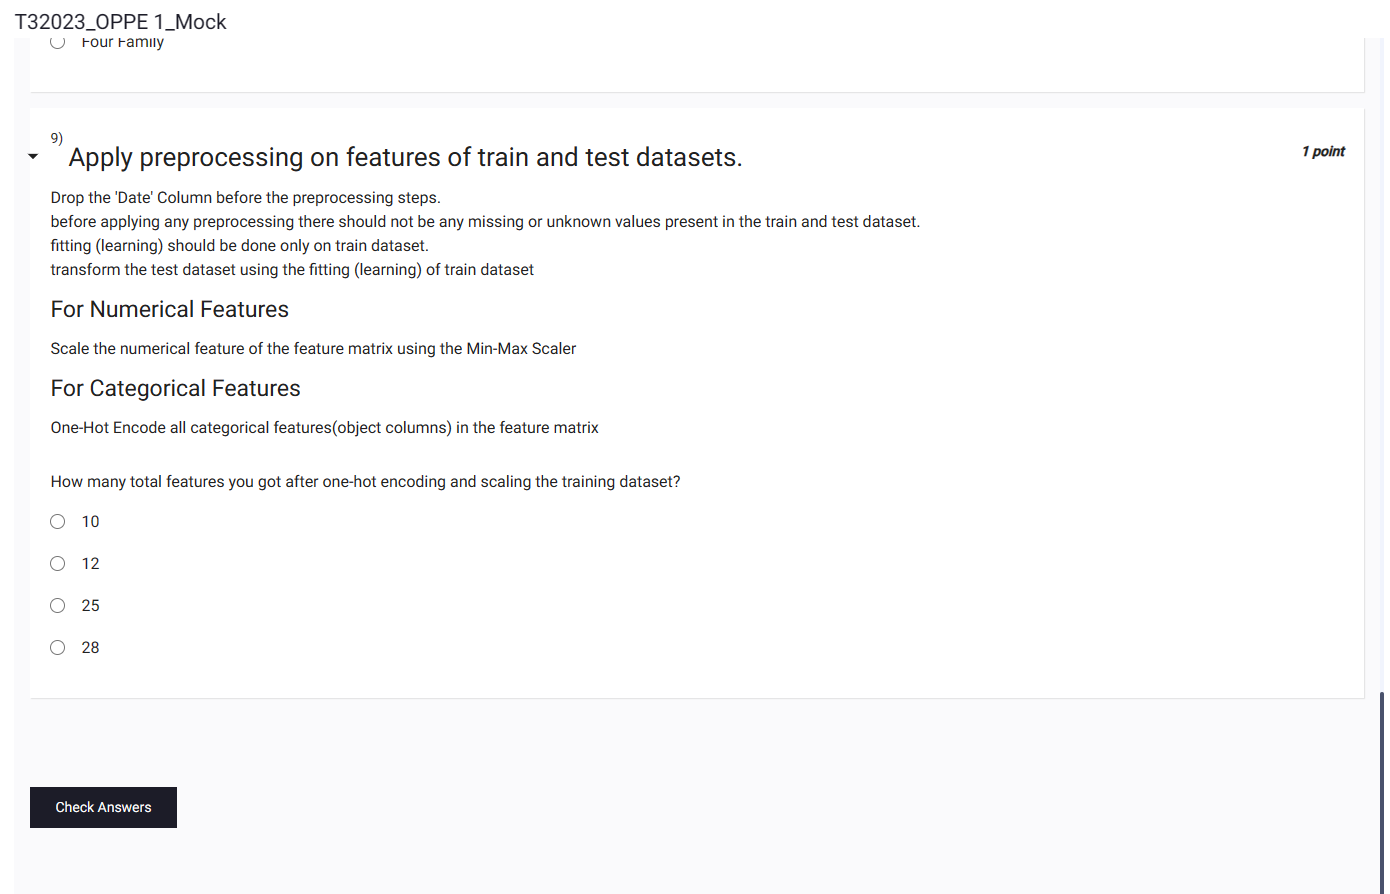 T32023_OPPE 1_Mock
Four Family
9)
Apply preprocessing on features of train and test datasets.
1 point
Drop the 'Date' Column before the preprocessing steps.
before applying any preprocessing there should not be any missing or unknown values present in the train and test dataset.
fitting (learning) should be done only on train dataset.
transform the test dataset using the fitting (learning) of train dataset
For Numerical Features
Scale the numerical feature of the feature matrix using the Min-Max Scaler
For Categorical Features
One-Hot Encode all categorical features(object columns) in the feature matrix
How many total features you got after one-hot encoding and scaling the training dataset?
10
12
25
28
Check Answers